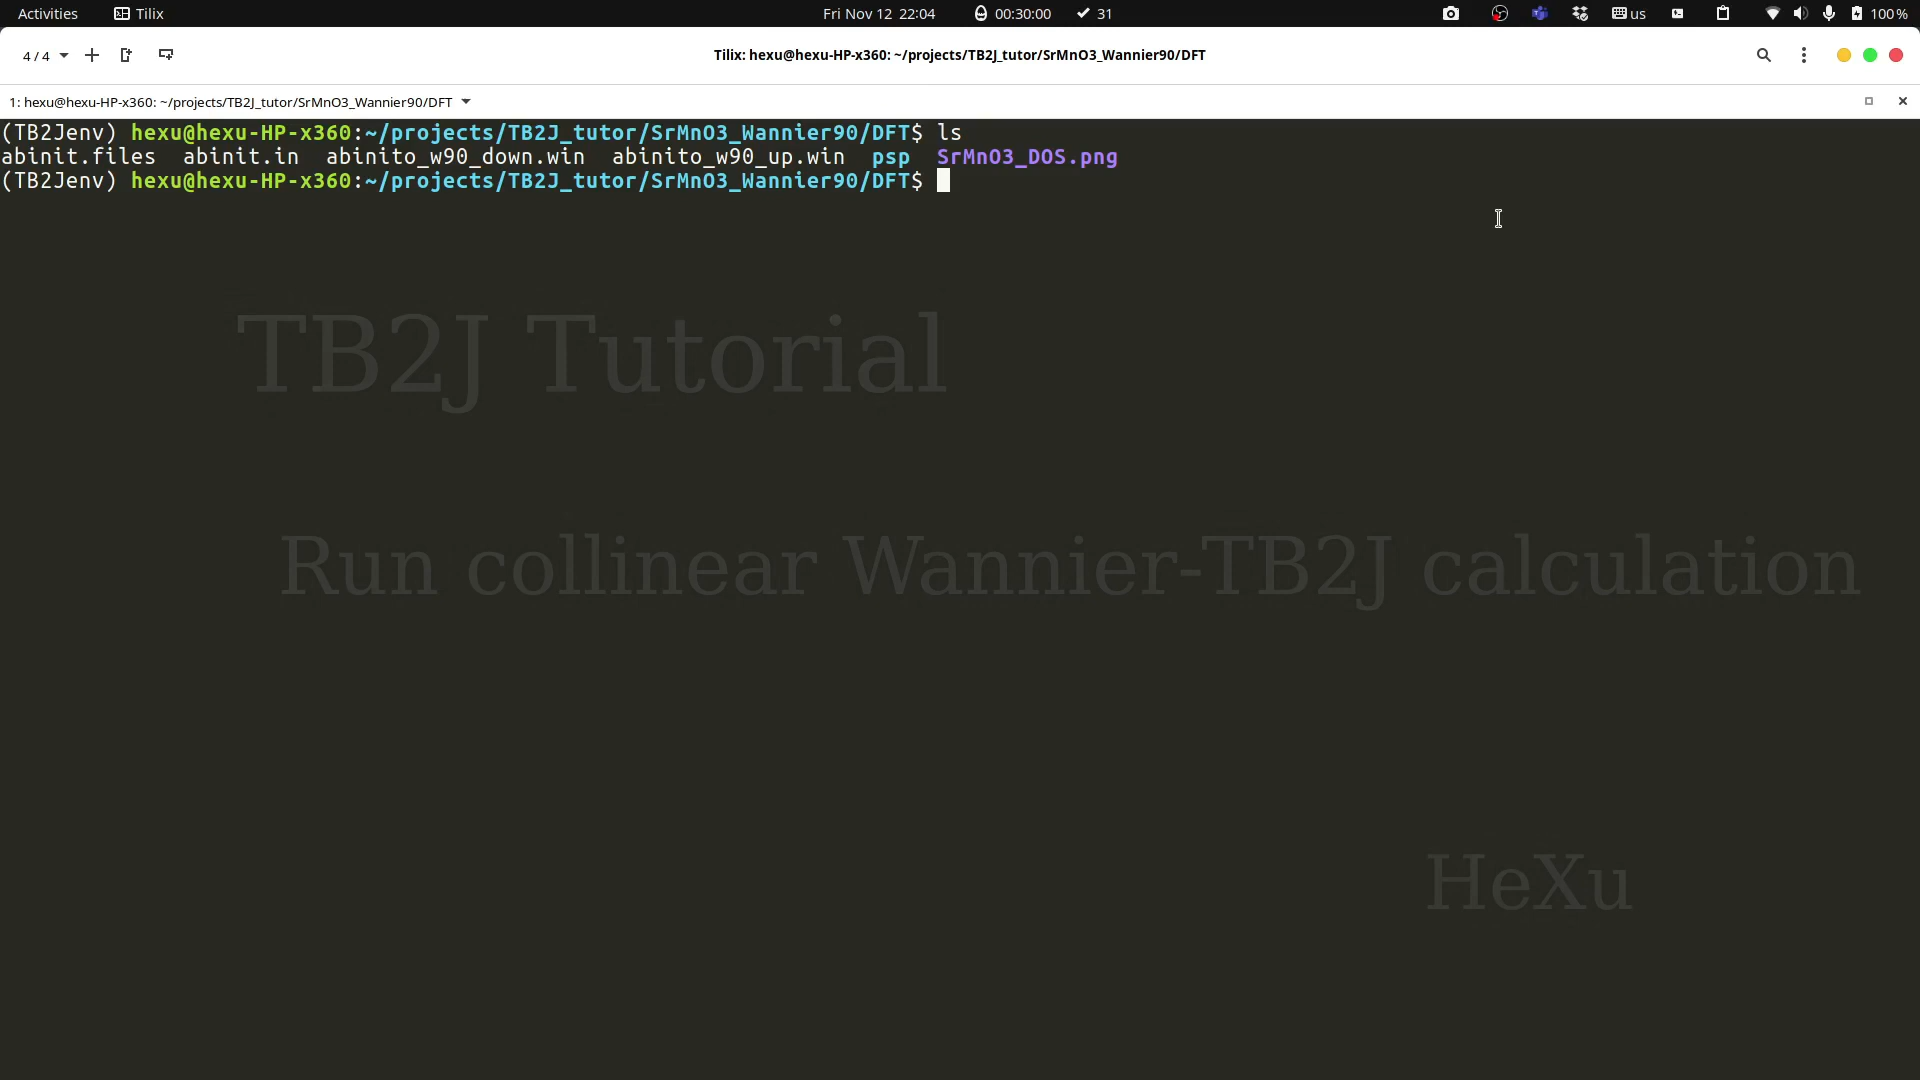 Activities Tilix Fri Nov 12 22:04 00:30:00 31 us 100%
4 / 4 Tilix: hexu@hexu-HP-x360: ~/projects/TB2J_tutor/SrMnO3_Wannier90/DFT
1: hexu@hexu-HP-x360: ~/projects/TB2J_tutor/SrMnO3_Wannier90/DFT
(TB2Jenv) hexu@hexu-HP-x360:~/projects/TB2J_tutor/SrMnO3_Wannier90/DFT$ ls
abinit.files abinit.in abinito_w90_down.win abinito_w90_up.win psp SrMnO3_DOS.png
(TB2Jenv) hexu@hexu-HP-x360:~/projects/TB2J_tutor/SrMnO3_Wannier90/DFT$
TB2J Tutorial
Run collinear Wannier-TB2J calculation
HeXu